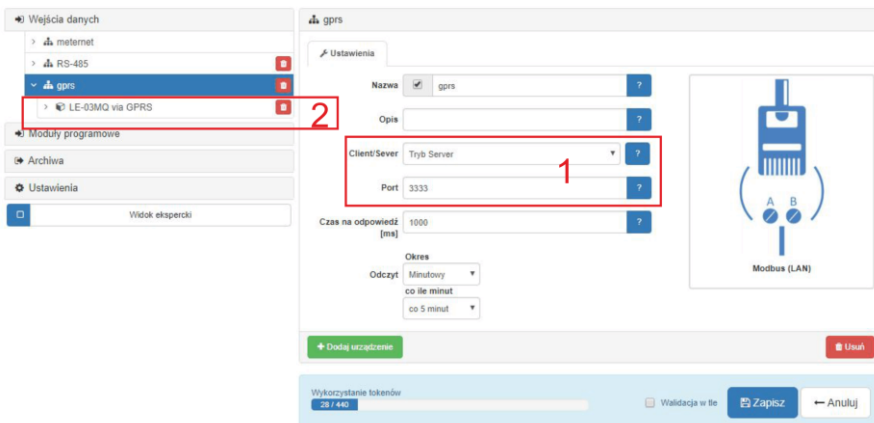 Wejścia danych
meternet
RS-485
gprs
LE-03MQ via GPRS
2
Moduły programowe
Archiwa
Ustawienia
Widok ekspercki
gprs
Ustawienia
Nazwa gprs ?
Opis ?
Client/Sever Tryb Server ?
1
Port 3333 ?
Czas na odpowiedź [ms] 1000 ?
Okres
Odczyt Minutowy
co ile minut
co 5 minut
A B
Modbus (LAN)
+ Dodaj urządzenie
Usuń
Wykorzystanie tokenów
28 / 440
Walidacja w tle
Zapisz
Anuluj